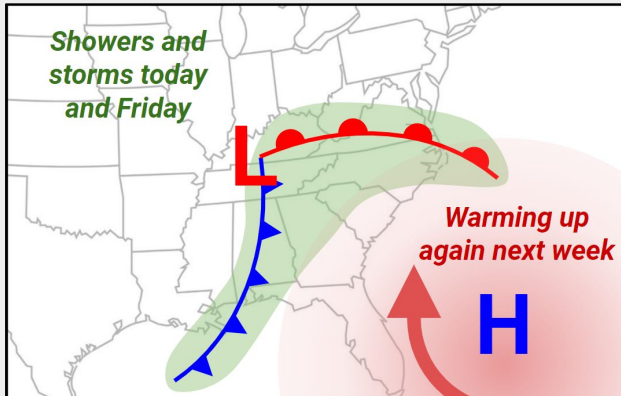 Showers and
storms today
and Friday
L
Warming up
again next week
H